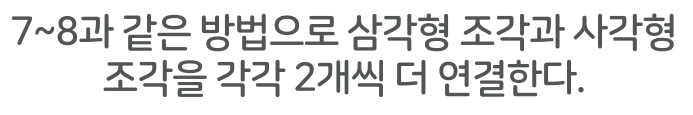 7~8과 같은 방법으로 삼각형 조각과 사각형
조각을 각각 2개씩 더 연결한다.